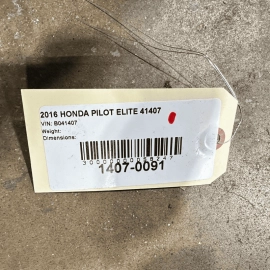 2016 HONDA PILOT ELITE 41407
VIN: B041407
Weight:
Dimensions:
1407-0091